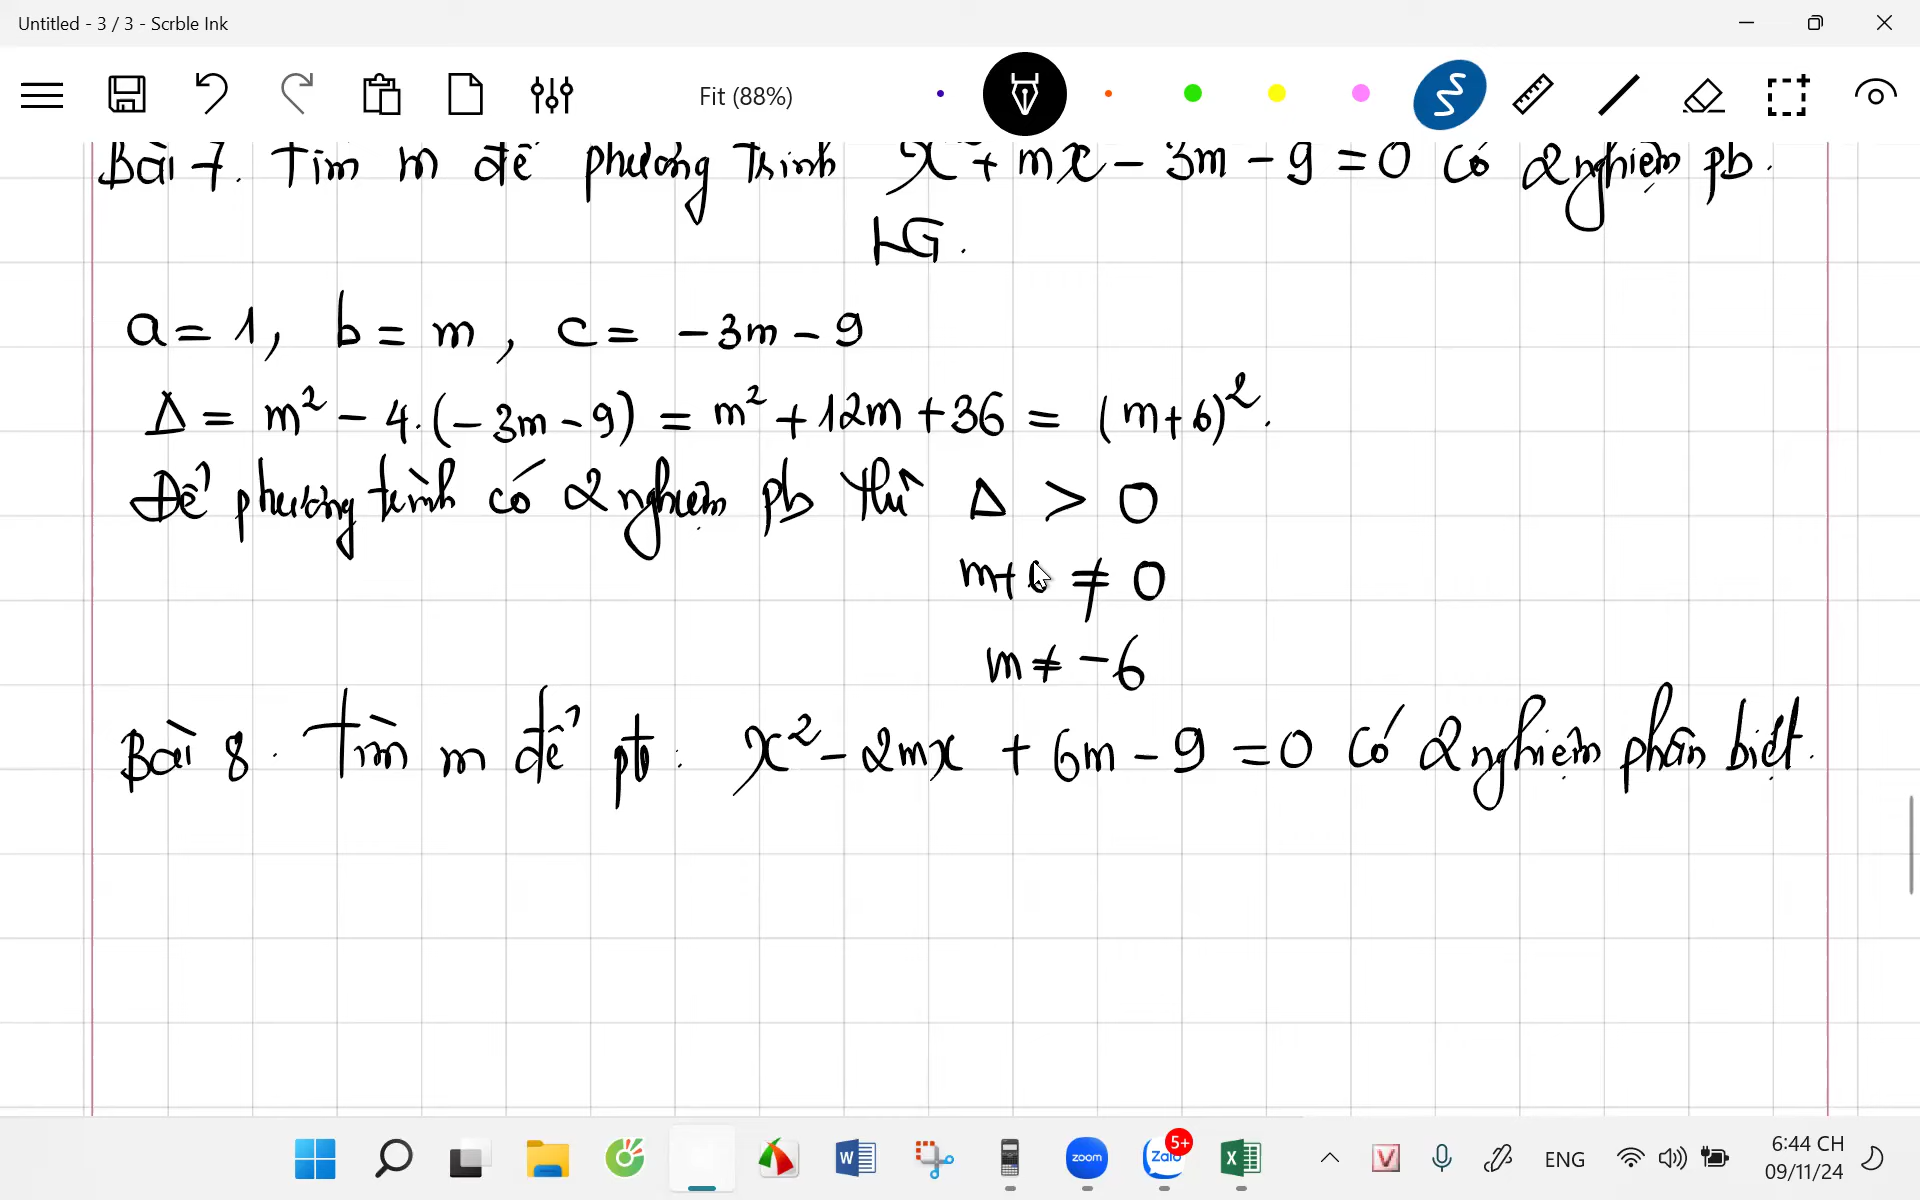 Untitled - 3 / 3 - Scrble Ink
Fit (88%)
Bài 7. Tìm m để phương trình x² + mx - 3m - 9 = 0 có 2 nghiệm pb.
LG.
a = 1, b = m, c = -3m - 9
Δ = m² - 4.(-3m - 9) = m² + 12m + 36 = (m+6)².
Để phương trình có 2 nghiệm pb thì Δ > 0
m+6 ≠ 0
m ≠ -6
Bài 8. Tìm m để pt: x² - 2mx + 6m - 9 = 0 có 2 nghiệm phân biệt.
W
zoom
Zalo
5+
X
V
ENG
6:44 CH
09/11/24